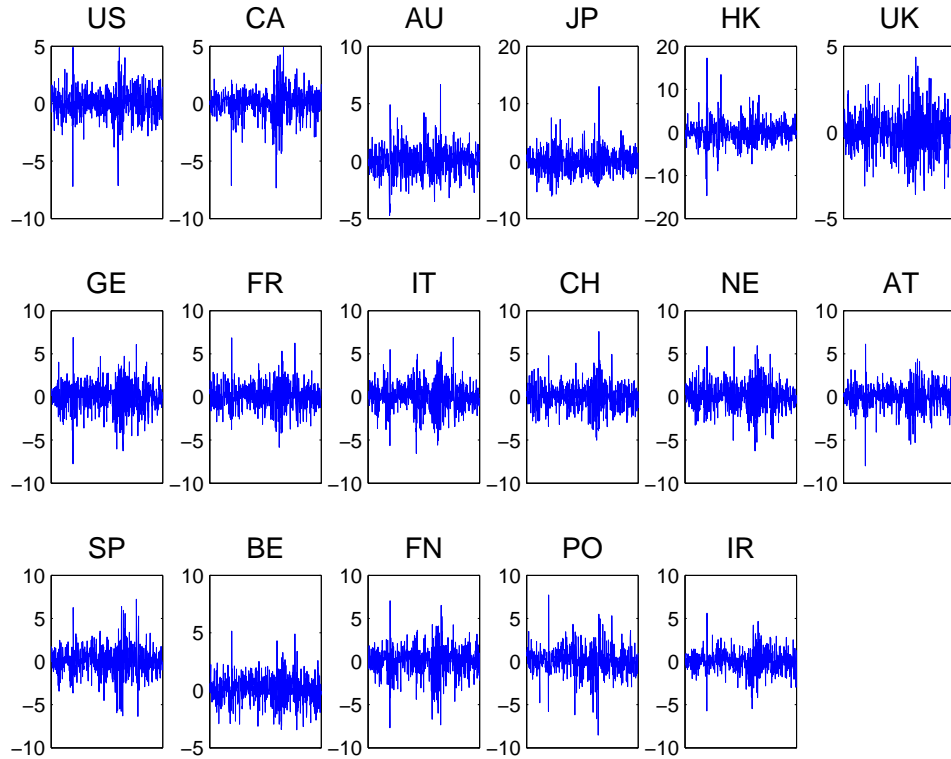 US CA AU JP HK UK
5 5 10 20 20 5
0 0 5 10 10 0
−5 −5 0 0 0
−10
−10 −10 −5 −10 −20 −5
GE FR IT CH NE AT
10 10 10 10 10 10
5 5 5 5 5 5
0 0 0 0 0 0
−5 −5 −5 −5 −5 −5
−10 −10 −10 −10 −10 −10
SP BE FN PO IR
10 10 10 10 10
5 5 5 5 5
0 0 0 0 0
−5 −5 −5 −5
−10 −5 −10 −10 −10